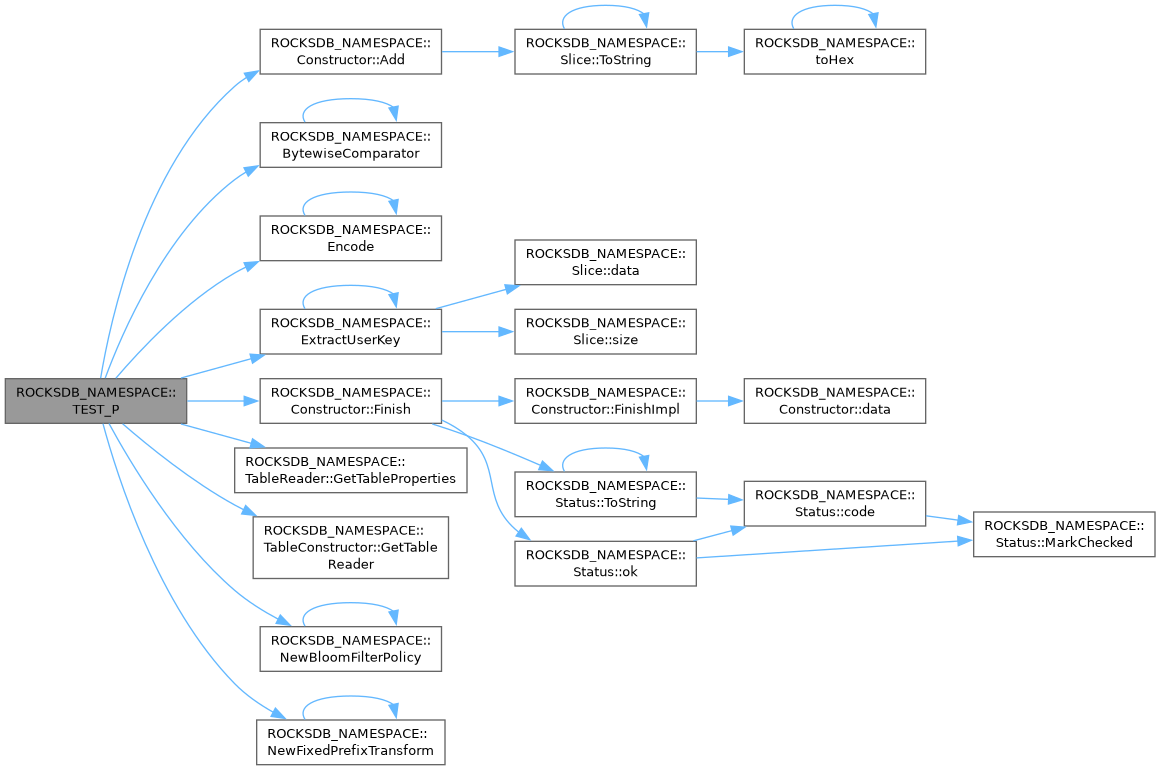 ROCKSDB_NAMESPACE::
TEST_P
ROCKSDB_NAMESPACE::
Constructor::Add
ROCKSDB_NAMESPACE::
Slice::ToString
ROCKSDB_NAMESPACE::
toHex
ROCKSDB_NAMESPACE::
BytewiseComparator
ROCKSDB_NAMESPACE::
Encode
ROCKSDB_NAMESPACE::
ExtractUserKey
ROCKSDB_NAMESPACE::
Slice::data
ROCKSDB_NAMESPACE::
Slice::size
ROCKSDB_NAMESPACE::
Constructor::Finish
ROCKSDB_NAMESPACE::
Constructor::FinishImpl
ROCKSDB_NAMESPACE::
Constructor::data
ROCKSDB_NAMESPACE::
Status::ToString
ROCKSDB_NAMESPACE::
Status::code
ROCKSDB_NAMESPACE::
Status::MarkChecked
ROCKSDB_NAMESPACE::
Status::ok
ROCKSDB_NAMESPACE::
TableReader::GetTableProperties
ROCKSDB_NAMESPACE::
TableConstructor::GetTable
Reader
ROCKSDB_NAMESPACE::
NewBloomFilterPolicy
ROCKSDB_NAMESPACE::
NewFixedPrefixTransform